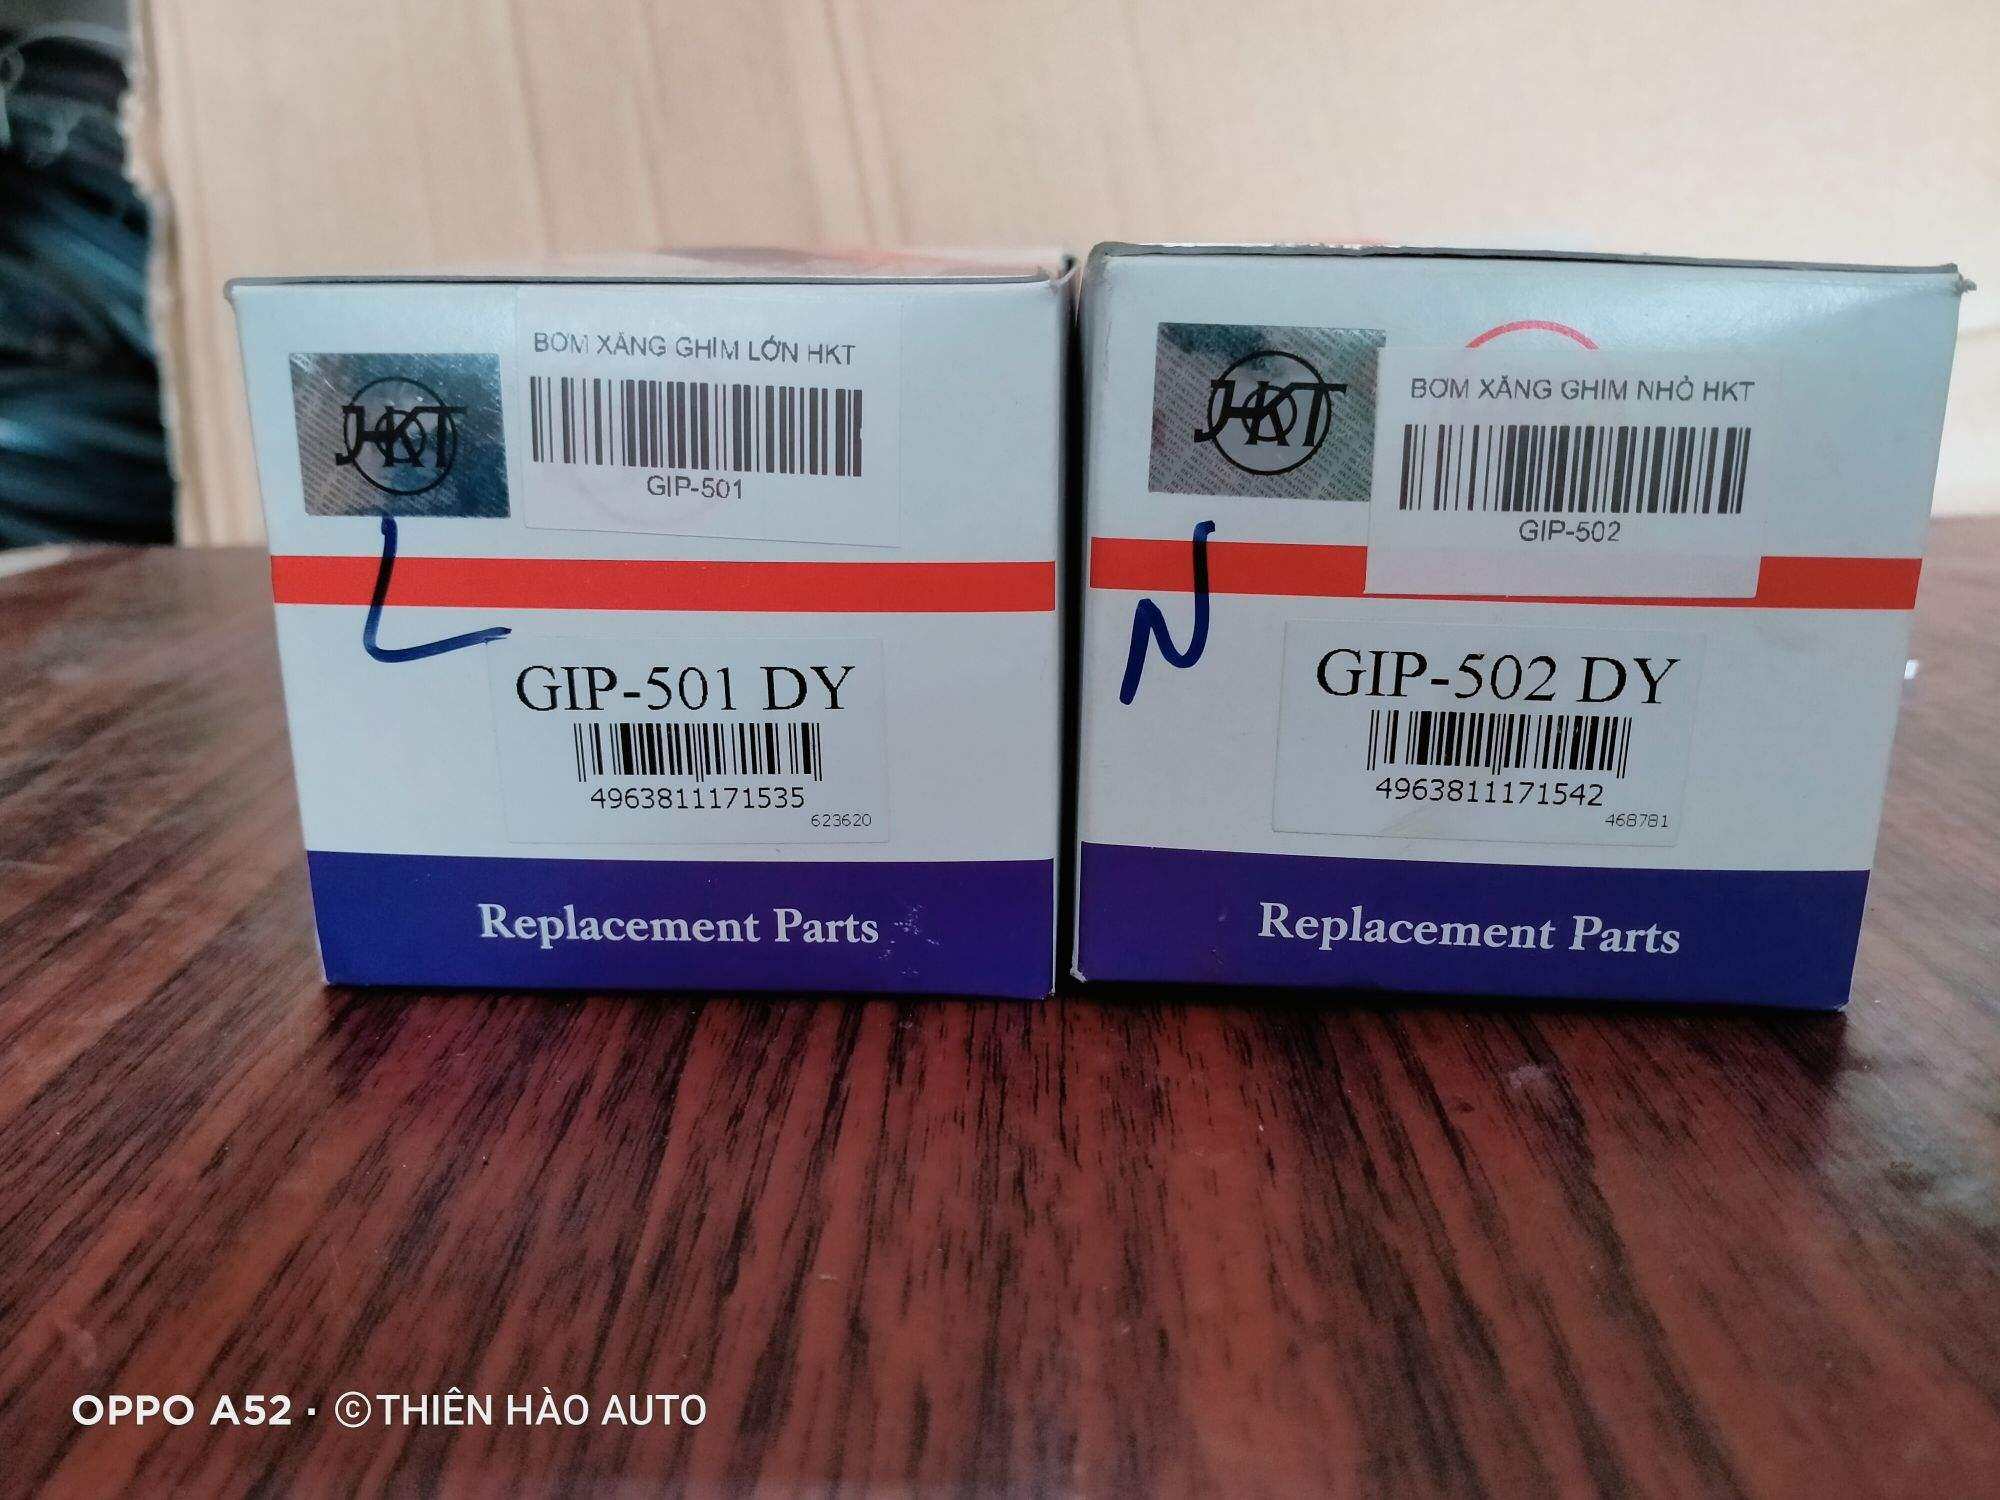 HKT
BƠM XĂNG GHIM LỚN HKT
GIP-501
L
GIP-501 DY
4963811171535
623620
Replacement Parts
HKT
BƠM XĂNG GHIM NHỎ HKT
GIP-502
N
GIP-502 DY
4963811171542
468781
Replacement Parts
OPPO A52 · ©THIÊN HÀO AUTO